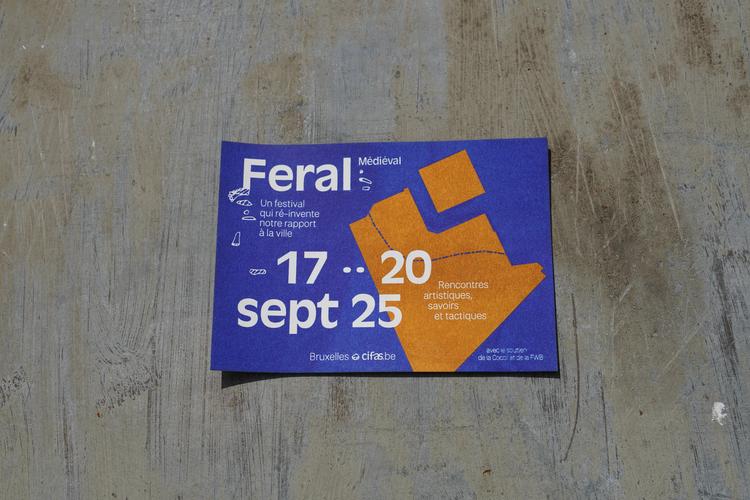 Feral Médiéval
Un festival
qui ré-invente
notre rapport
à la ville
17 ·· 20
sept 25
Rencontres
artistiques,
savoirs
et tactiques
Bruxelles cifas.be
avec le soutien
de la Cocof et de la FWB